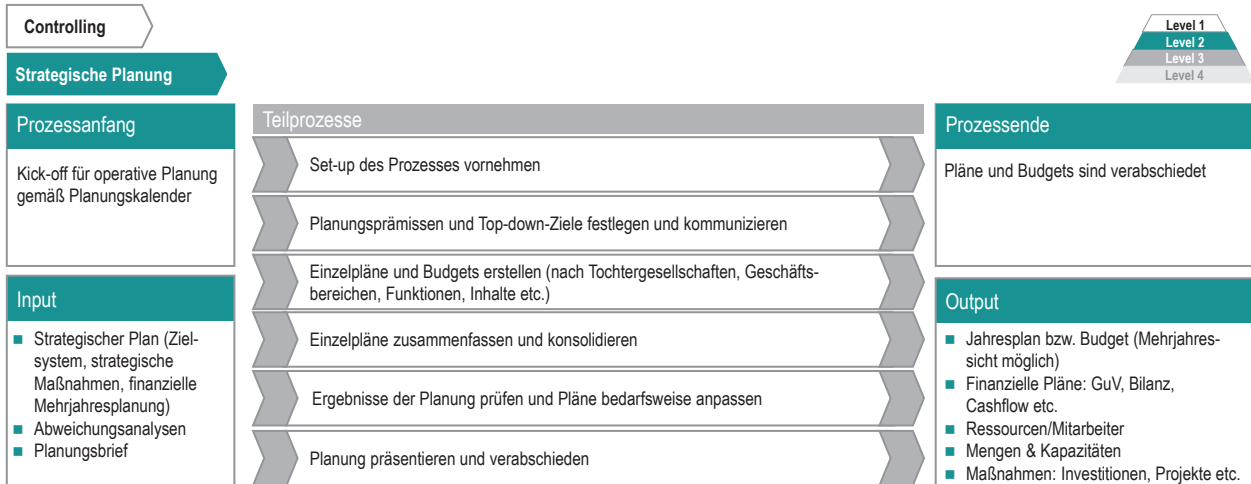 Controlling
Level 1
Level 2
Level 3
Level 4
Strategische Planung
Prozessanfang
Kick-off für operative Planung
gemäß Planungskalender
Input
Strategischer Plan (Ziel-
system, strategische
Maßnahmen, finanzielle
Mehrjahresplanung)
Abweichungsanalysen
Planungsbrief
Teilprozesse
Set-up des Prozesses vornehmen
Planungsprämissen und Top-down-Ziele festlegen und kommunizieren
Einzelpläne und Budgets erstellen (nach Tochtergesellschaften, Geschäfts-
bereichen, Funktionen, Inhalte etc.)
Einzelpläne zusammenfassen und konsolidieren
Ergebnisse der Planung prüfen und Pläne bedarfsweise anpassen
Planung präsentieren und verabschieden
Prozessende
Pläne und Budgets sind verabschiedet
Output
Jahresplan bzw. Budget (Mehrjahres-
sicht möglich)
Finanzielle Pläne: GuV, Bilanz,
Cashflow etc.
Ressourcen/Mitarbeiter
Mengen & Kapazitäten
Maßnahmen: Investitionen, Projekte etc.